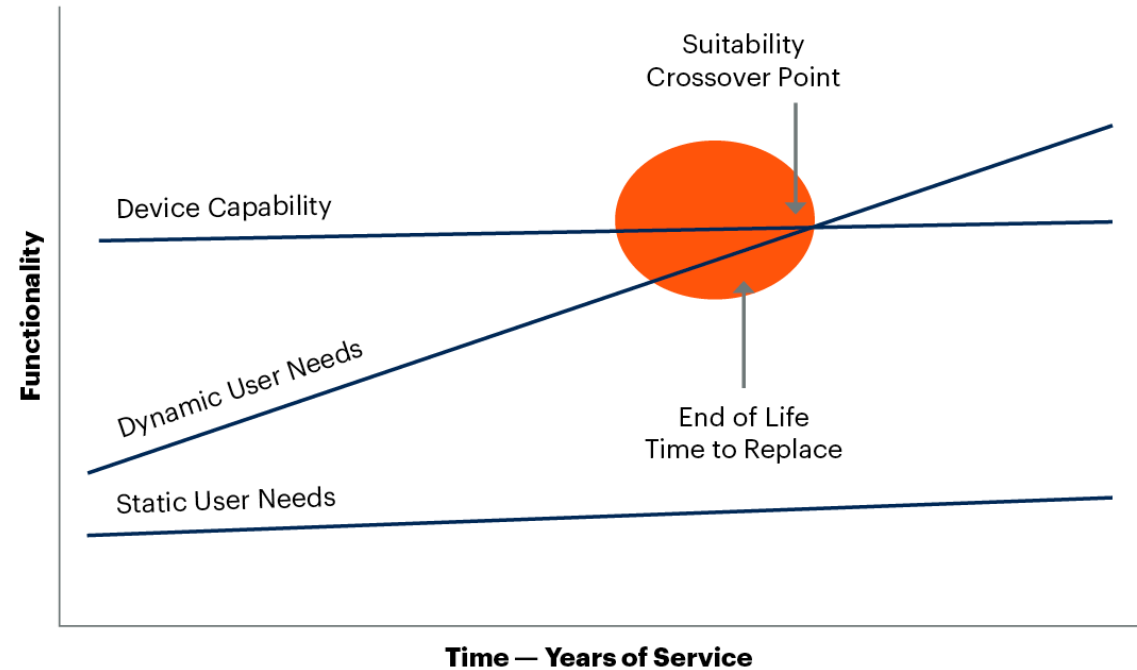 Suitability
Crossover Point
Device Capability
Functionality
Dynamic User Needs
End of Life
Time to Replace
Static User Needs
Time — Years of Service